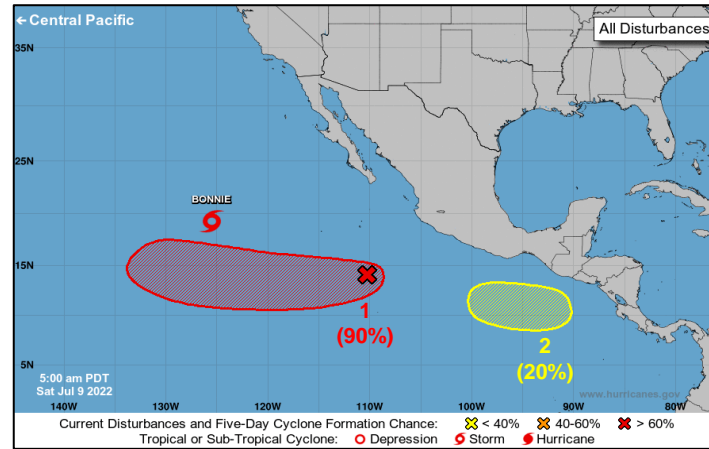 ← Central Pacific
All Disturbances
35N
25N
BONNIE
15N
1
(90%)
2
(20%)
5N
5:00 am PDT
Sat Jul 9 2022
www.hurricanes.gov
140W 130W 120W 110W 100W 90W 80W
Current Disturbances and Five-Day Cyclone Formation Chance: < 40% 40-60% > 60%
Tropical or Sub-Tropical Cyclone: Depression Storm Hurricane